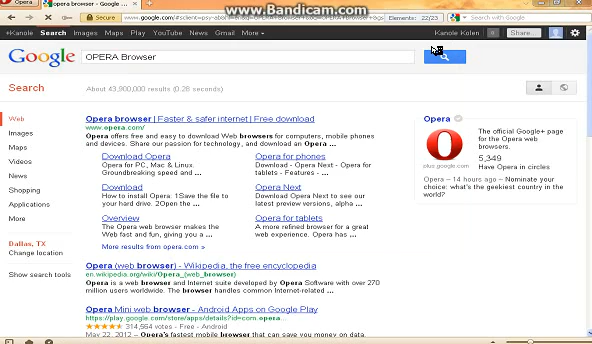 www.Bandicam.com
Opera
opera browser - Google ...
Secure
www.google.com/#
Elements:
22/23
Search with Google
+Kanole Search Images Maps Play YouTube News Gmail More
Kanole Kolen 0 Share...
Google
OPERA Browser
Search
About 43,900,000 results (0.26 seconds)
Web
Images
Maps
Videos
News
Shopping
Applications
More
Dallas, TX
Change location
Show search tools
Opera browser | Faster & safer internet | Free download
www.opera.com/
Opera offers free and easy to download Web browsers for computers, mobile phones
and devices. Share our passion for technology, and download an Opera ...
Download Opera
Opera for PC, Mac & Linux.
Groundbreaking speed and ...
Opera for phones
Download - Opera Next - Opera for
tablets - Features - ...
Download
How to install Opera. 1Save the file to
your hard drive. 2Open the ...
Opera Next
Download Opera Next to see our
latest preview versions, alpha ...
Overview
The Opera web browser makes the
Web fast and fun, giving you a ...
Opera for tablets
A more refined browser for a great
web experience. Opera has ...
More results from opera.com »
Opera (web browser) - Wikipedia, the free encyclopedia
en.wikipedia.org/wiki/Opera_(web_browser)
Opera is a web browser and Internet suite developed by Opera Software with over 270
million users worldwide. The browser handles common Internet-related ...
Opera Mini web browser - Android Apps on Google Play
https://play.google.com/store/apps/details?id=com.opera...
314,554 votes - Free - Android
May 22, 2012 – Opera's fastest mobile browser that can save you money on data.
Opera
plus.google.com
The official Google+ page
for the Opera web
browsers.
5,349
Have Opera in circles
Opera – 14 hours ago – Nominate your
choice: what's the geekiest country in the
world?